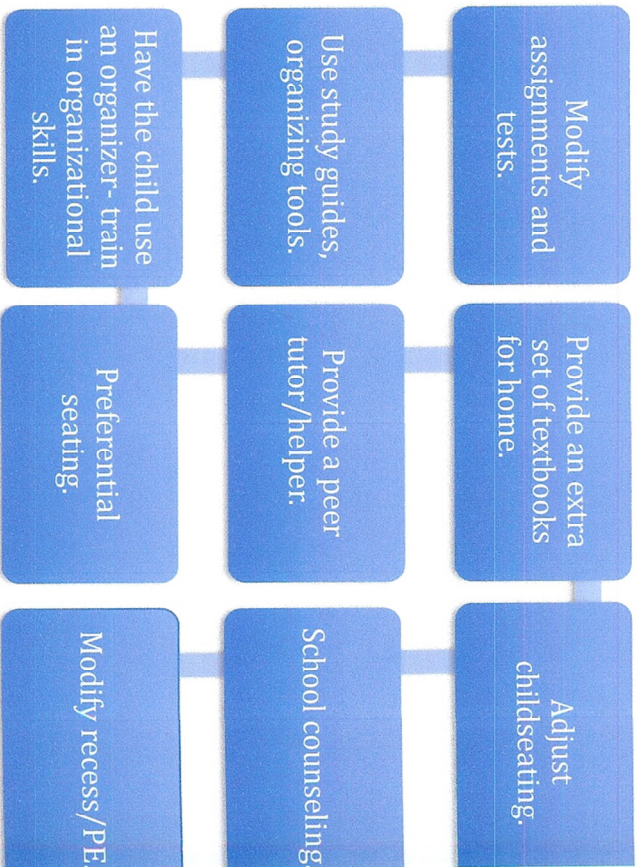 Modify
assignments and
tests.
Use study guides,
organizing tools.
Have the child use
an organizer- train
in organizational
skills.
Preferential
seating.
Provide a peer
tutor/helper.
Provide an extra
set of textbooks
for home.
Adjust
childseating.
School counseling
Modify recess/PE